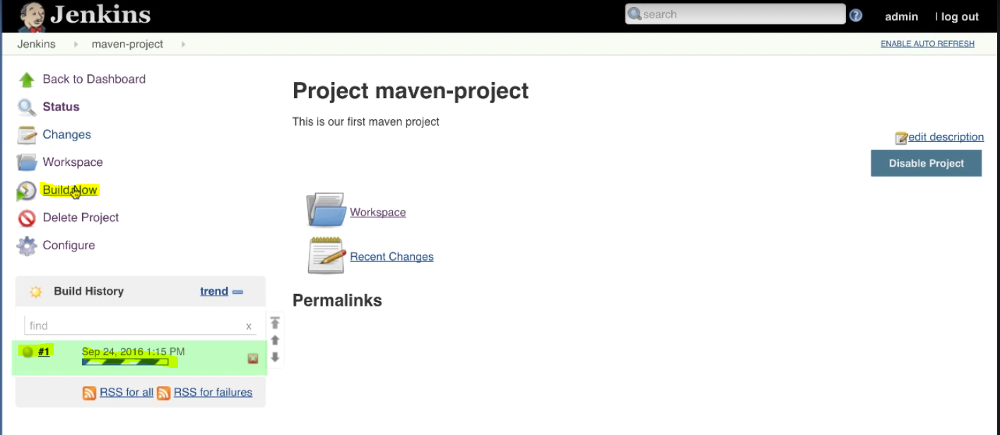 Jenkins
search
admin | log out
Jenkins maven-project
ENABLE AUTO REFRESH
Back to Dashboard
Status
Changes
Workspace
Build Now
Delete Project
Configure
Project maven-project
This is our first maven project
edit description
Disable Project
Workspace
Recent Changes
Permalinks
Build History trend
find x
#1 Sep 24, 2016 1:15 PM
RSS for all RSS for failures